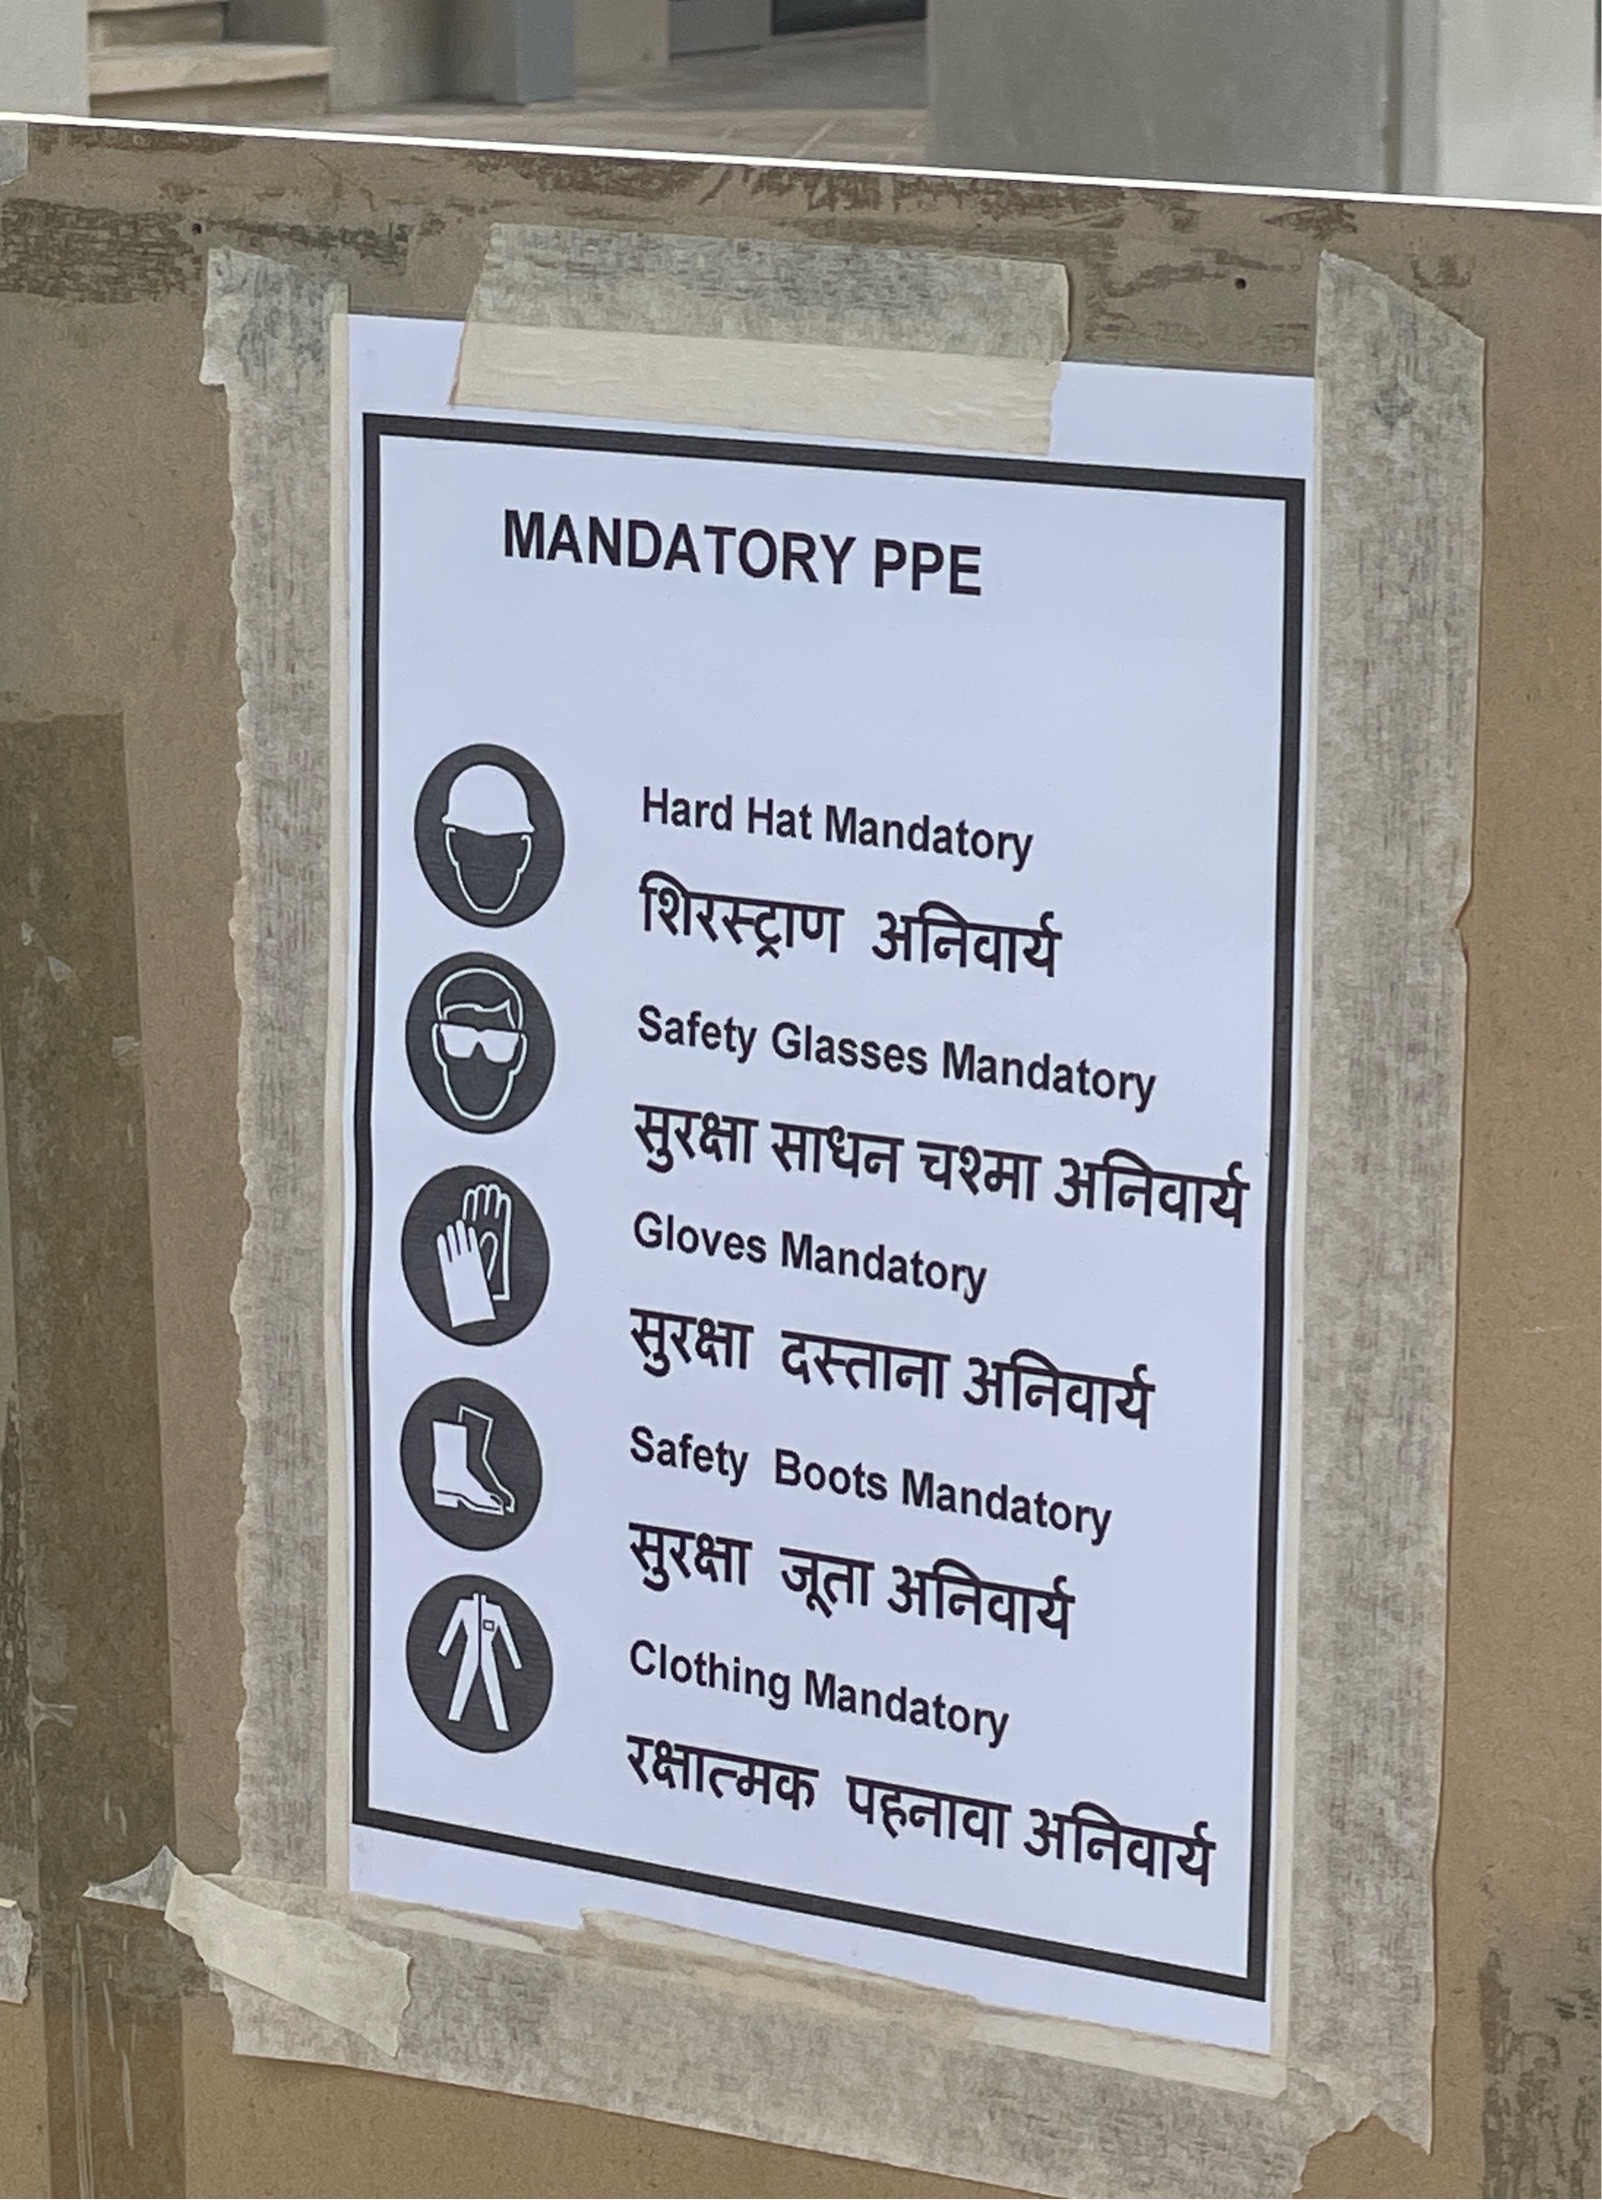 MANDATORY PPE
Hard Hat Mandatory
शिरस्ट्राण अनिवार्य
Safety Glasses Mandatory
सुरक्षा साधन चश्मा अनिवार्य
Gloves Mandatory
सुरक्षा दस्ताना अनिवार्य
Safety Boots Mandatory
सुरक्षा जूता अनिवार्य
Clothing Mandatory
रक्षात्मक पहनावा अनिवार्य